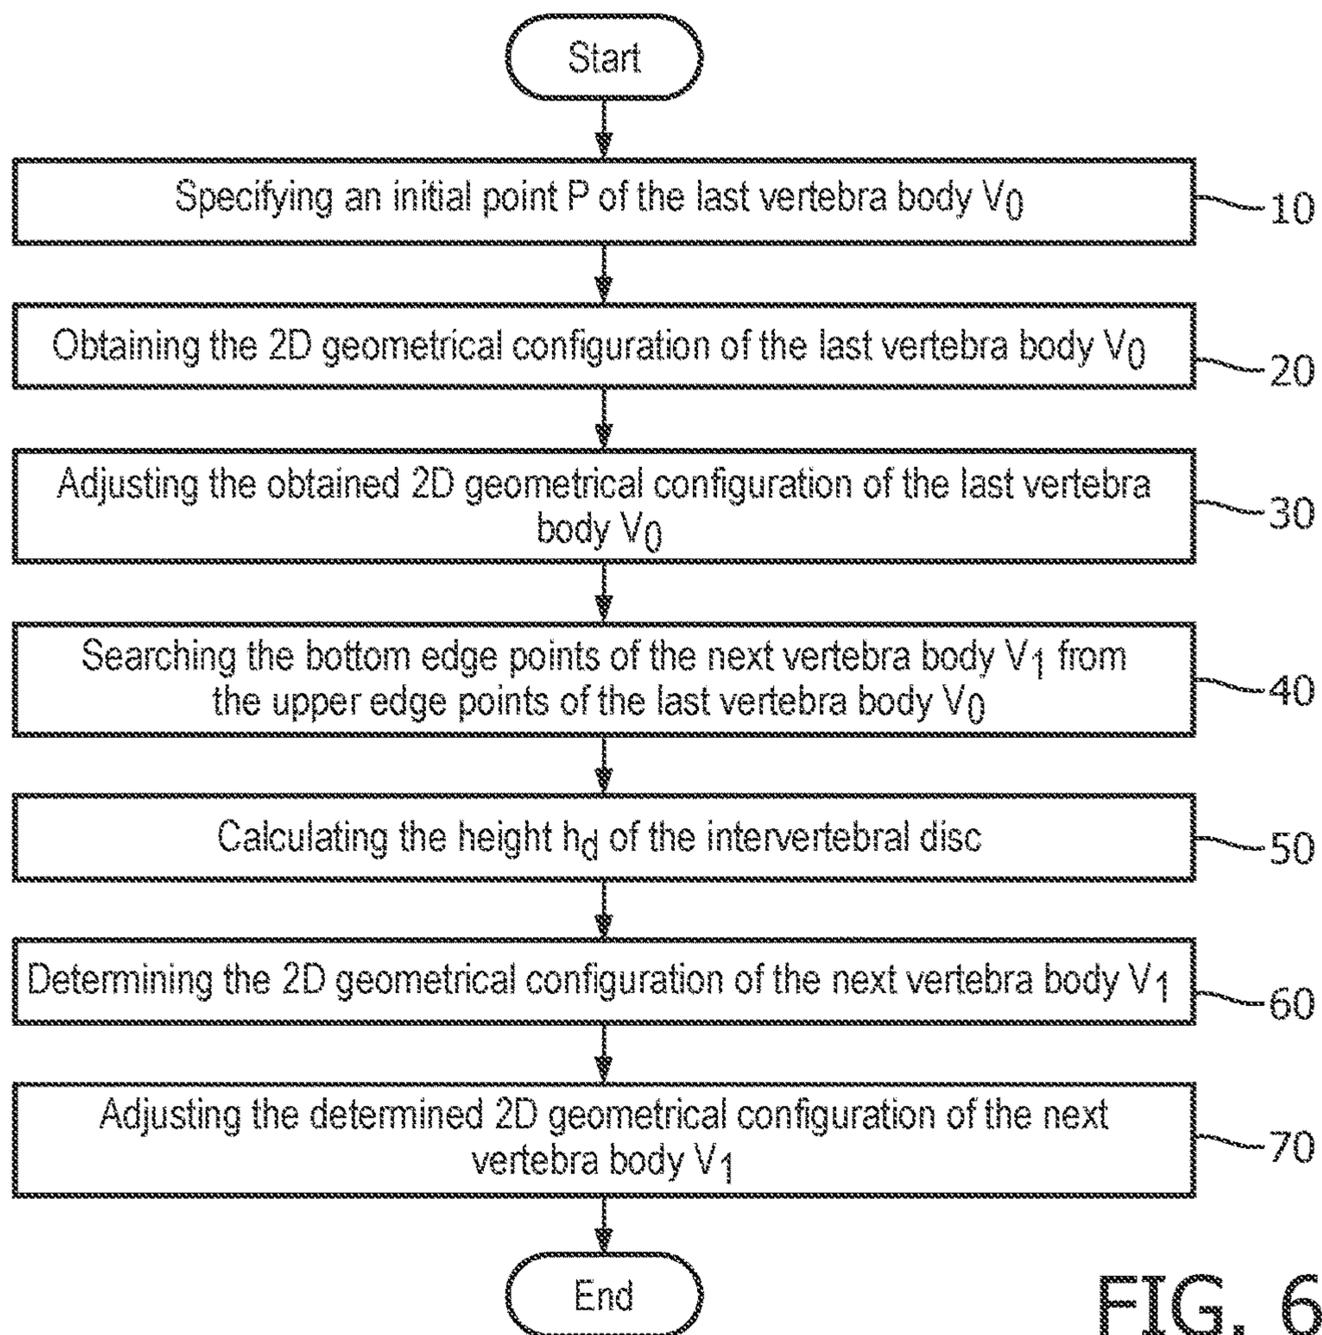 Start
Specifying an initial point P of the last vertebra body V0
10
Obtaining the 2D geometrical configuration of the last vertebra body V0
20
Adjusting the obtained 2D geometrical configuration of the last vertebra
body V0
30
Searching the bottom edge points of the next vertebra body V1 from
the upper edge points of the last vertebra body V0
40
Calculating the height hd of the intervertebral disc
50
Determining the 2D geometrical configuration of the next vertebra body V1
60
Adjusting the determined 2D geometrical configuration of the next
vertebra body V1
70
End
FIG. 6